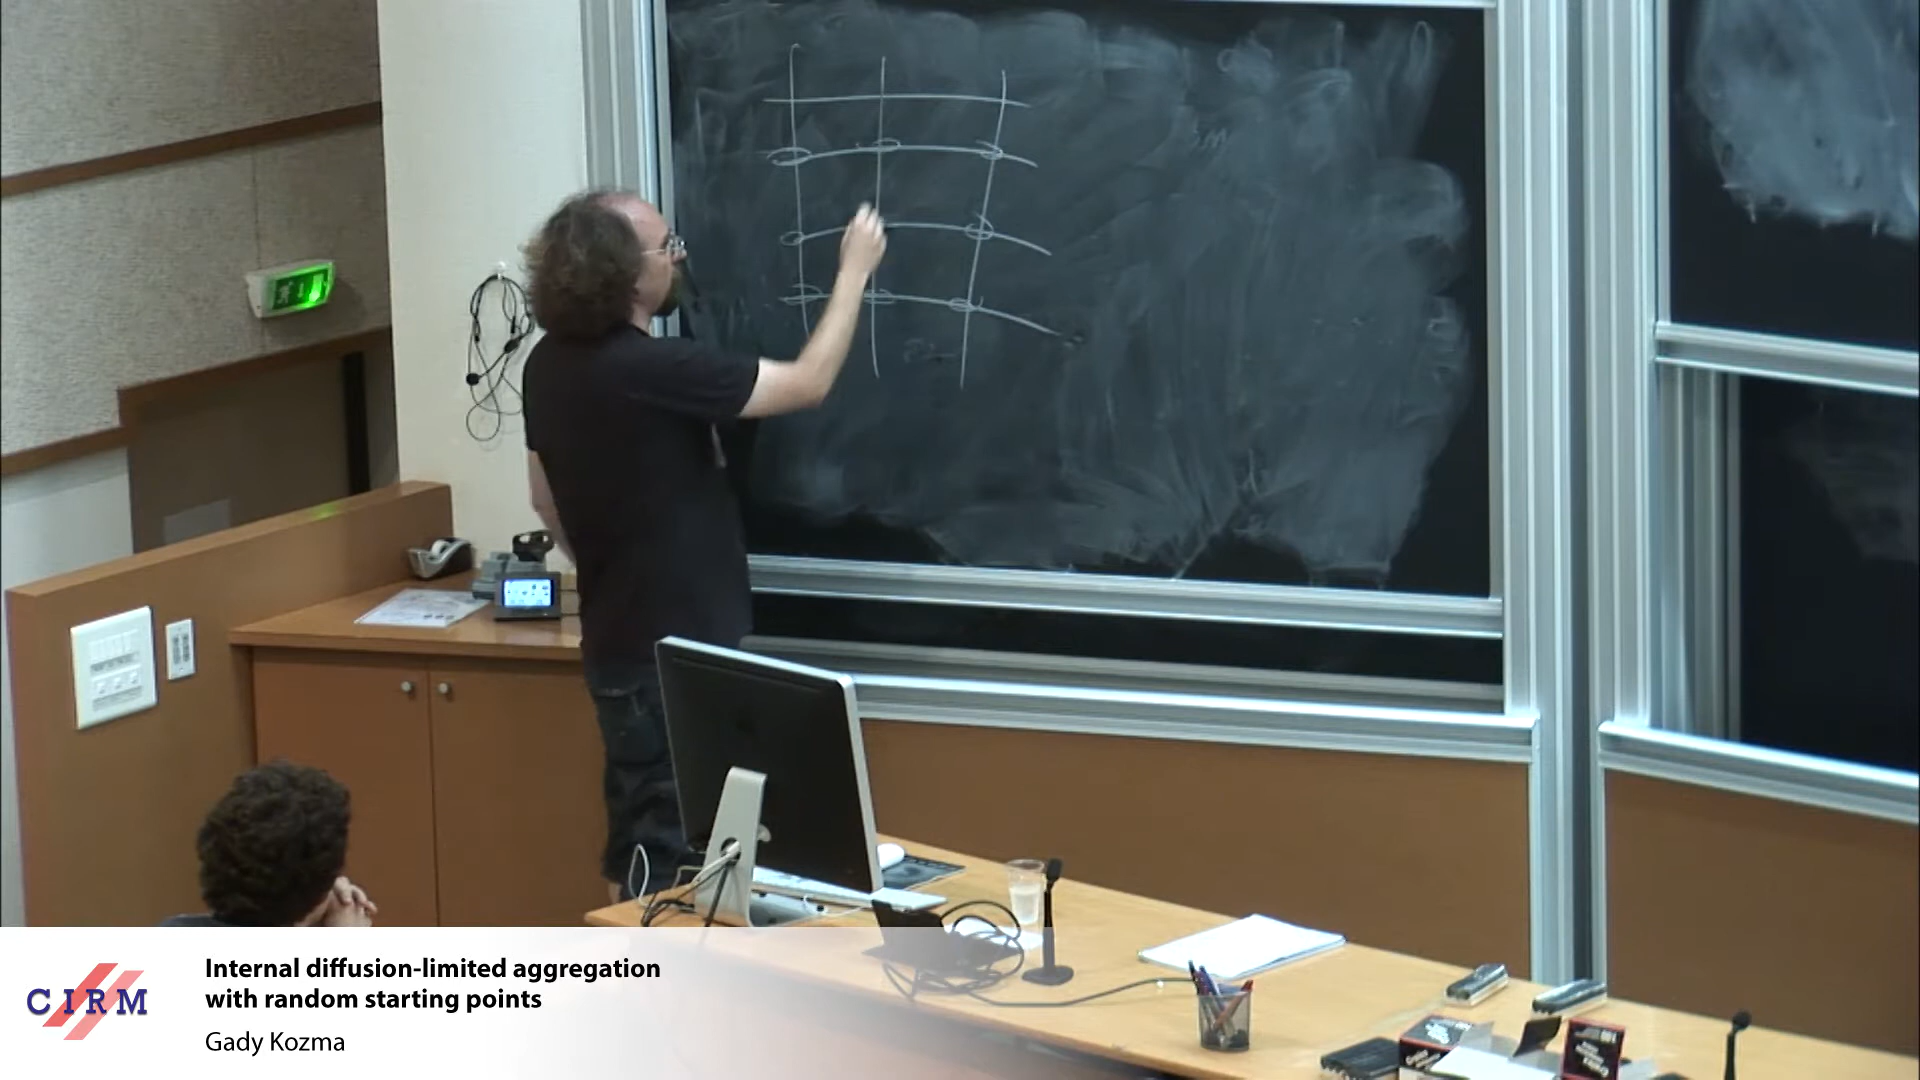 CIRM
Internal diffusion-limited aggregation
with random starting points
Gady Kozma